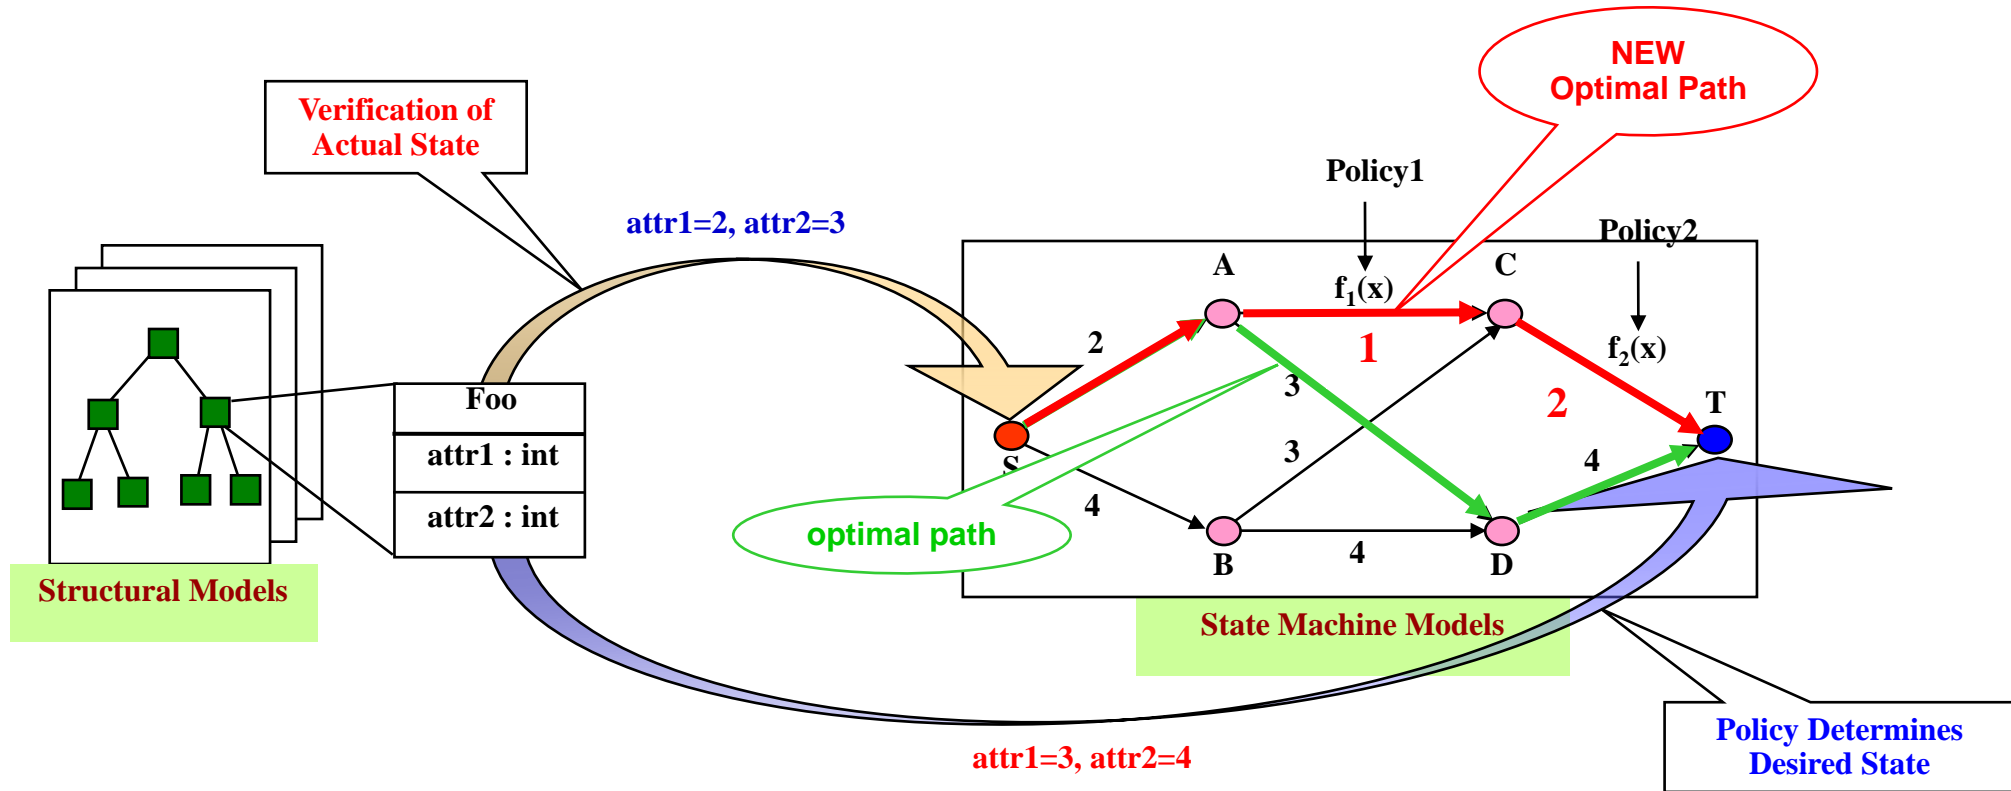 NEW
Optimal Path
Verification of
Actual State
Policy1
attr1=2, attr2=3
Policy2
A
C
f1(x)
2
1
f2(x)
Foo
3
2
T
attr1 : int
S
3
4
attr2 : int
4
optimal path
4
B
D
Structural Models
State Machine Models
Policy Determines
Desired State
attr1=3, attr2=4